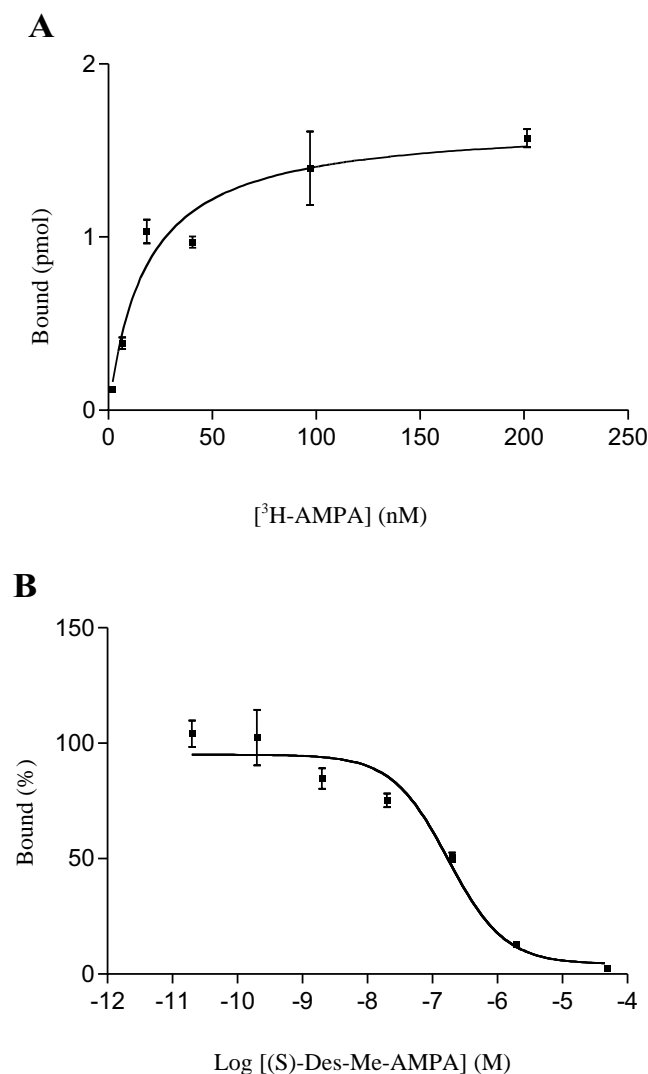 A
2
1
0
Bound (pmol)
0 50 100 150 200 250
[³H-AMPA] (nM)
B
150
100
50
0
Bound (%)
-12 -11 -10 -9 -8 -7 -6 -5 -4
Log [(S)-Des-Me-AMPA] (M)